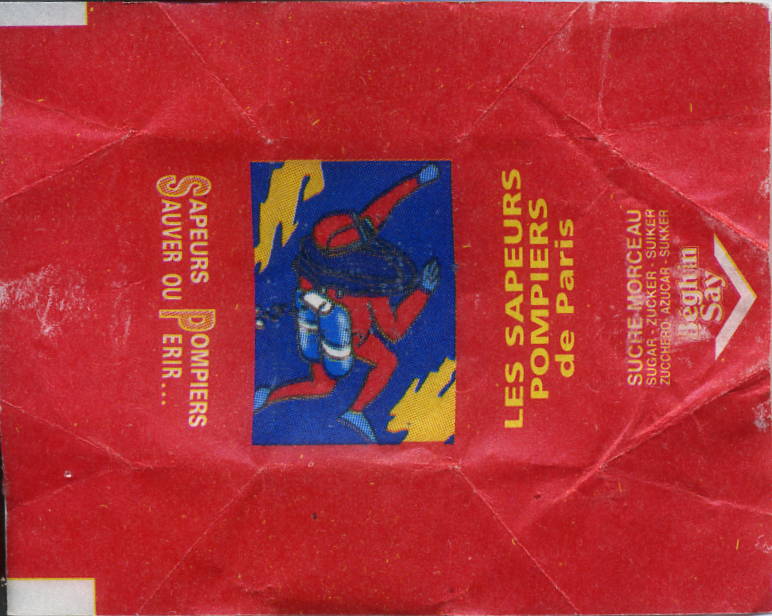 Béghin
Say
SUCRE MORCEAU
SUGAR - ZUCKER - SUIKER
ZUCCHERO, AZUCAR - SUKKER
LES SAPEURS
POMPIERS
de Paris
SAPEURS POMPIERS
SAUVER OU PERIR...